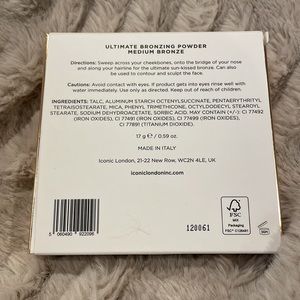 ULTIMATE BRONZING POWDER
MEDIUM BRONZE
Directions: Sweep across your cheekbones, onto the bridge of your
nose and along your hairline for the ultimate sun-kissed bronze. Can also
be used to contour and sculpt the face.
Cautions: Avoid contact with eyes. If product gets into eyes rinse well with
water immediately. Use only as directed. Keep out of reach of children.
INGREDIENTS: TALC, ALUMINUM STARCH OCTENYLSUCCINATE, PENTAERYTHRITYL
TETRAISOSTEARATE, MICA, PHENYL TRIMETHICONE, OCTYLDODECYL STEAROYL
STEARATE, SODIUM DEHYDROACETATE, SORBIC ACID, MAY CONTAIN (+/-): CI 77492
(IRON OXIDES), CI 77491 (IRON OXIDES), CI 77499 (IRON OXIDES),
CI 77891 (TITANIUM DIOXIDE).
17 g ℮ / 0.59 oz.
MADE IN ITALY
Iconic London, 21-22 New Row, WC2N 4LE, UK
iconiclondoninc.com
5 060490 922096
120061
FSC
MIX
Packaging